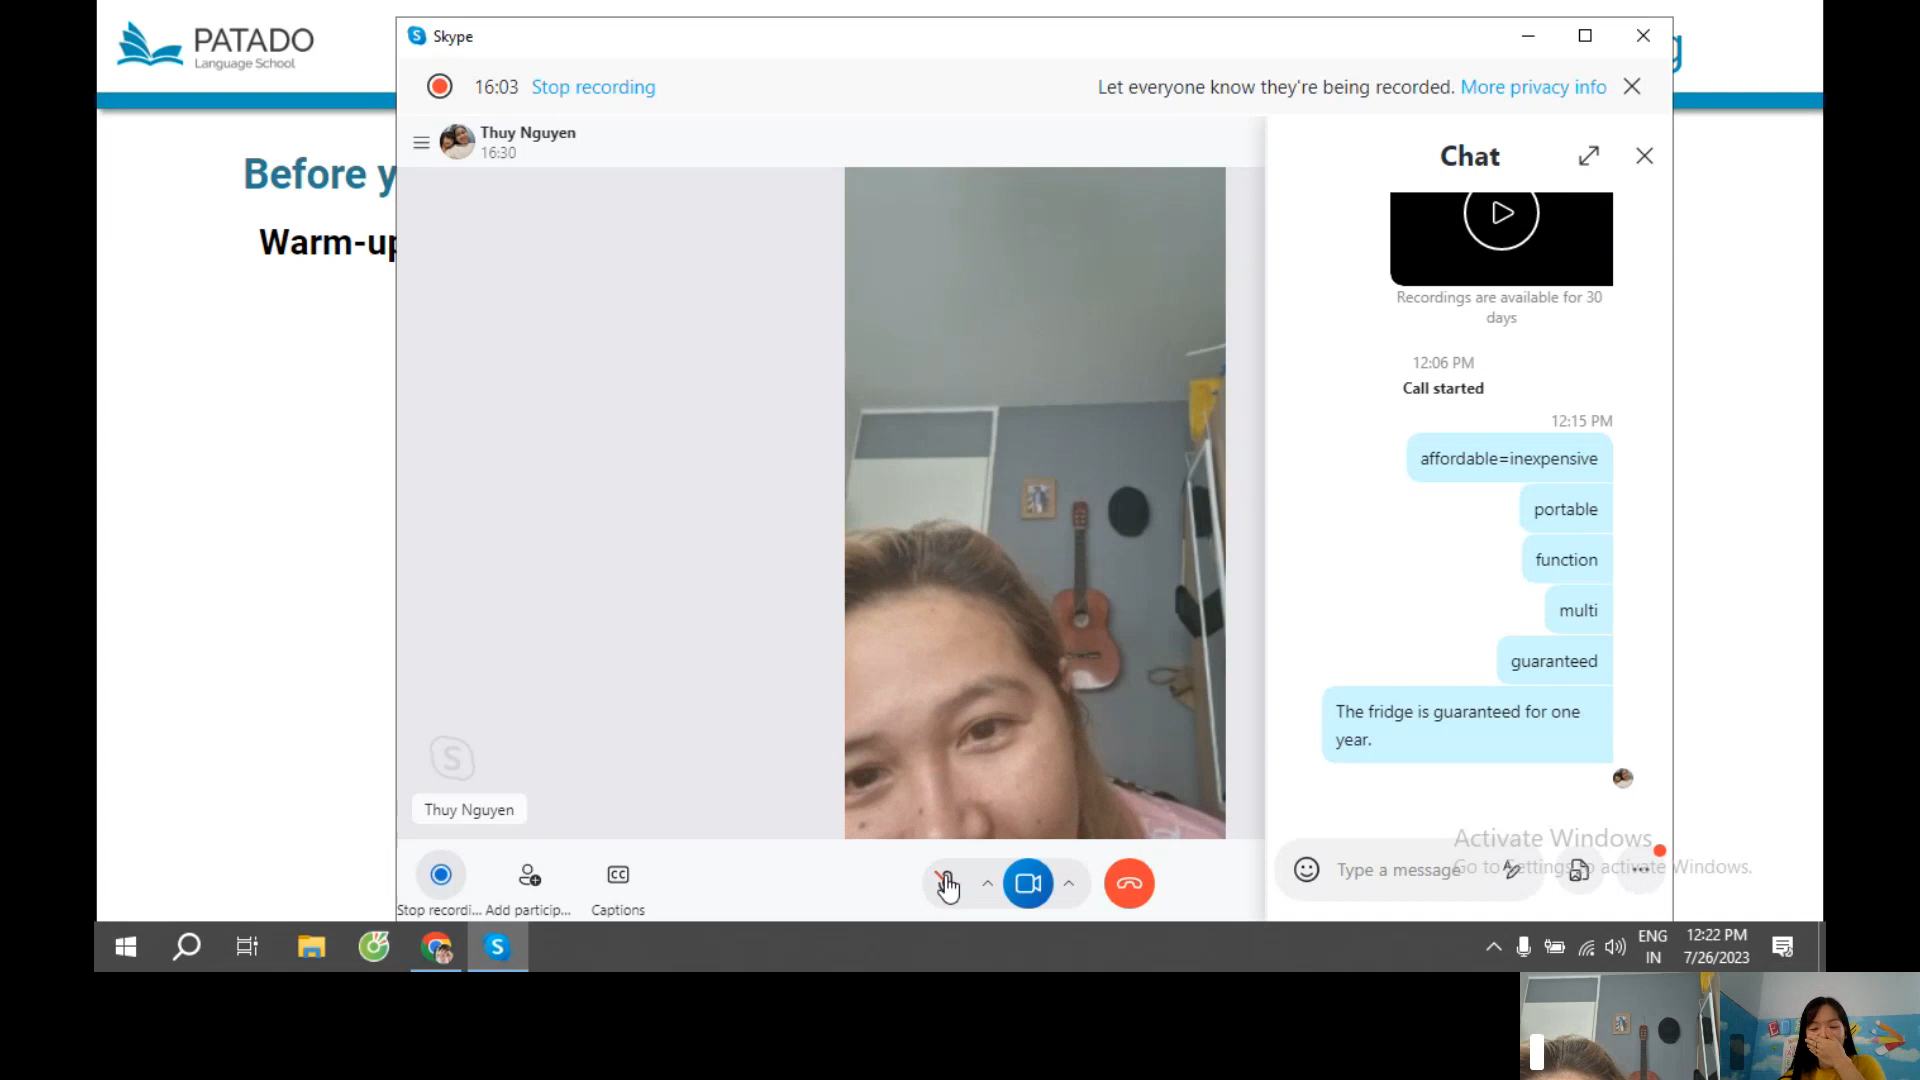 PATADO
Language School
Before y
Warm-up
Skype
16:03 Stop recording
Let everyone know they're being recorded. More privacy info
Thuy Nguyen
16:30
Thuy Nguyen
Stop recordi...
Add particip...
Captions
Chat
Recordings are available for 30
days
12:06 PM
Call started
12:15 PM
affordable=inexpensive
portable
function
multi
guaranteed
The fridge is guaranteed for one
year.
Type a message
Activate Windows
Go to Settings to activate Windows.
ENG
IN
12:22 PM
7/26/2023